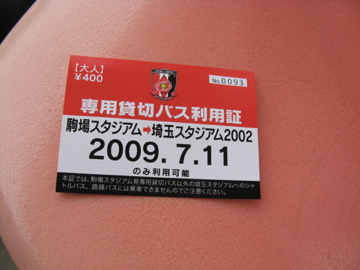 【大人】
¥400
No 0093
専用貸切バス利用証
駒場スタジアム➡埼玉スタジアム2002
2009. 7.11
のみ利用可能
本証では、駒場スタジアム発専用貸切バス以外の埼玉スタジアムへのシャ
トルバス、路線バスには乗車できませんのでご注意ください。